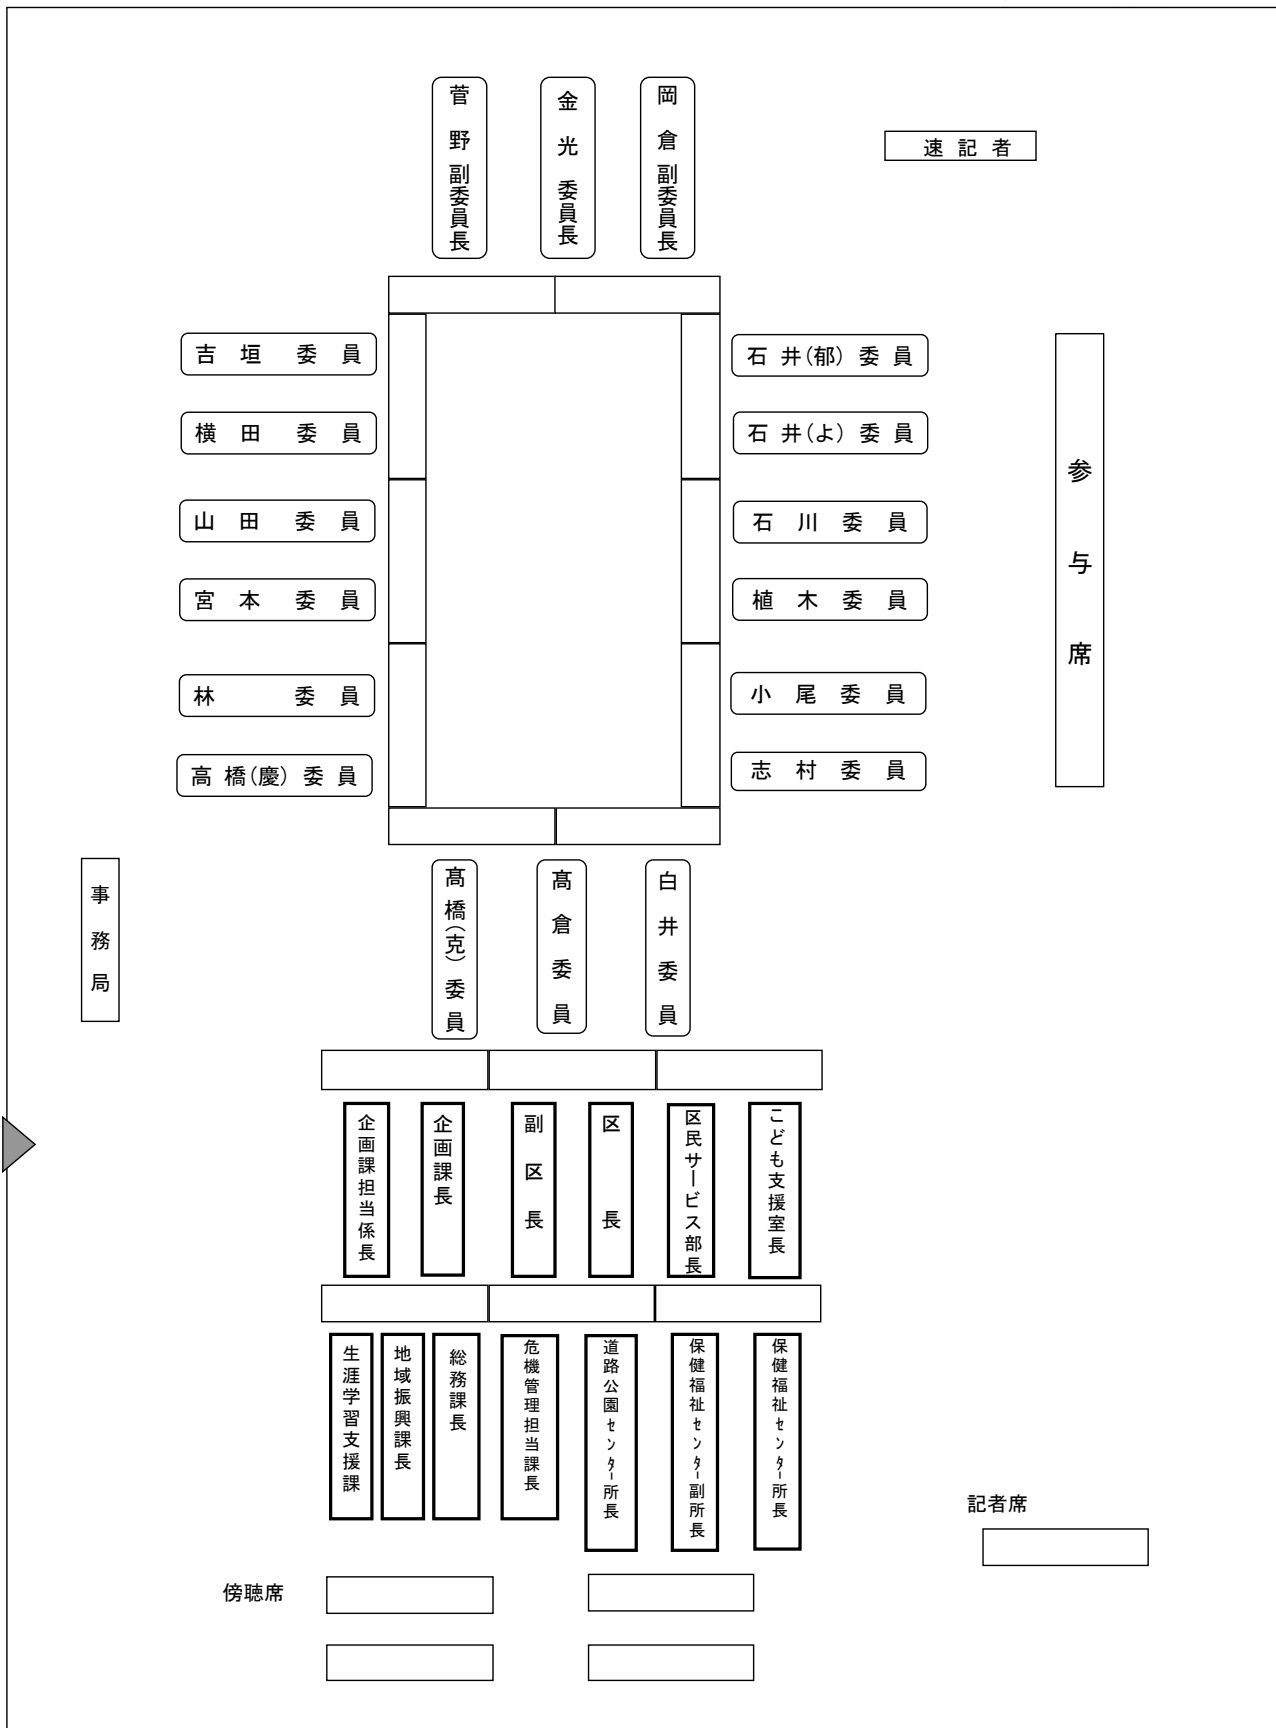 菅野副委員長
金光委員長
岡倉副委員長
速記者
吉垣委員
石井(郁)委員
横田委員
石井(よ)委員
山田委員
石川委員
宮本委員
植木委員
林委員
小尾委員
高橋(慶)委員
志村委員
参与席
事務局
髙橋(克)委員
髙倉委員
白井委員
企画課担当係長
企画課長
副区長
区長
区民サービス部長
こども支援室長
生涯学習支援課
地域振興課長
総務課長
危機管理担当課長
道路公園センター所長
保健福祉センター副所長
保健福祉センター所長
記者席
傍聴席